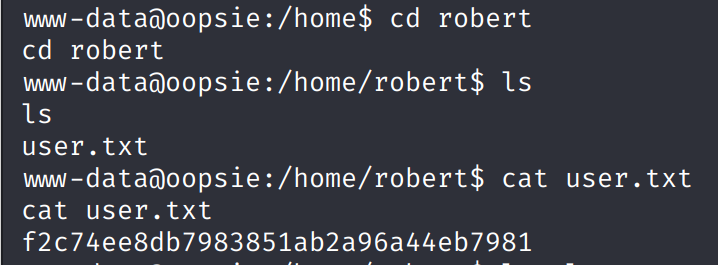 www-data@oopsie:/home$ cd robert
cd robert
www-data@oopsie:/home/robert$ ls
ls
user.txt
www-data@oopsie:/home/robert$ cat user.txt
cat user.txt
f2c74ee8db7983851ab2a96a44eb7981